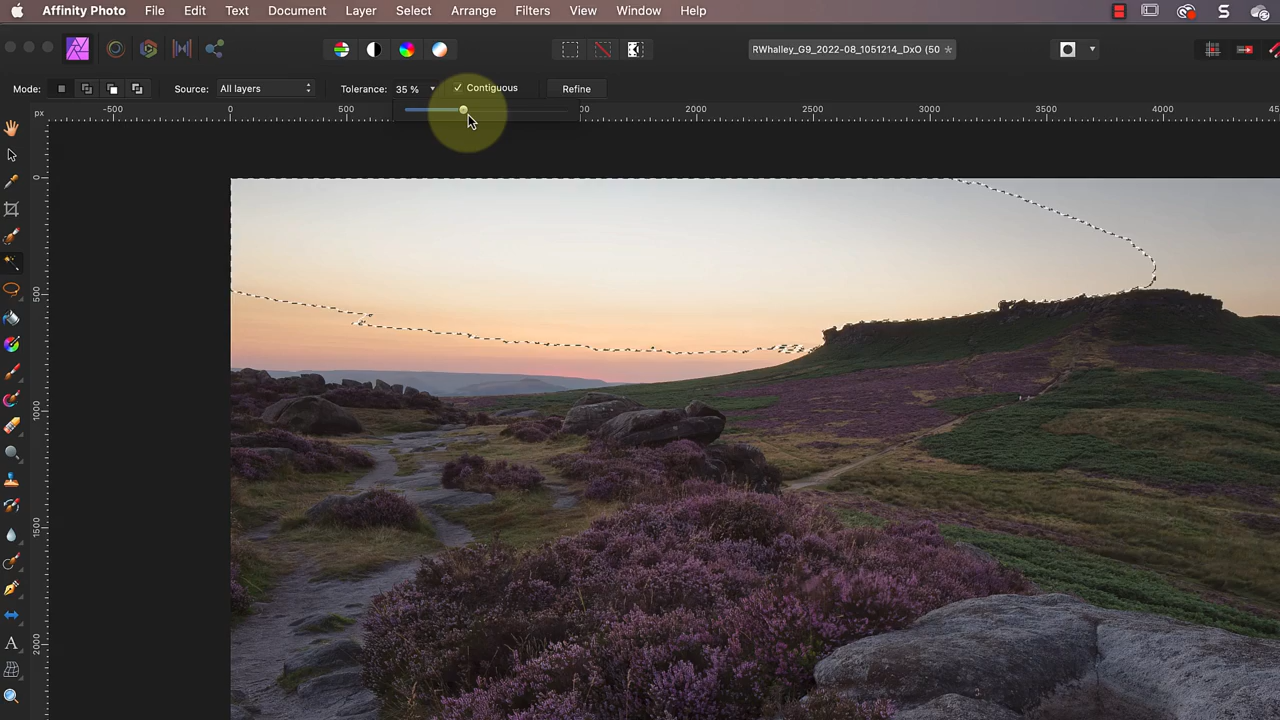 Affinity Photo File Edit Text Document Layer Select Arrange Filters View Window Help
RWhalley_G9_2022-08_1051214_DxO (50
Mode: Source: All layers Tolerance: 35 % Contiguous Refine
px -500 0 500 000 2000 2500 3000 3500 4000
0
500
1000
1500
2000